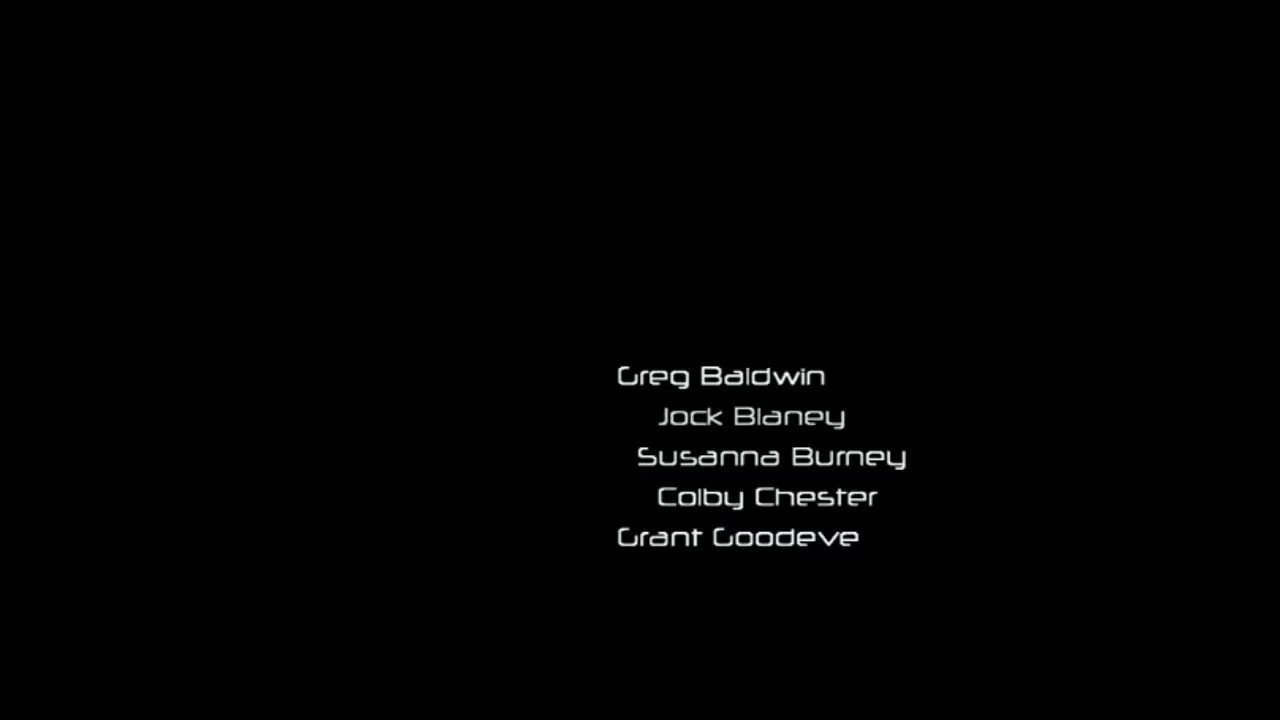 Greg Baldwin
Jock Blaney
Susanna Burney
Colby Chester
Grant Goodeve